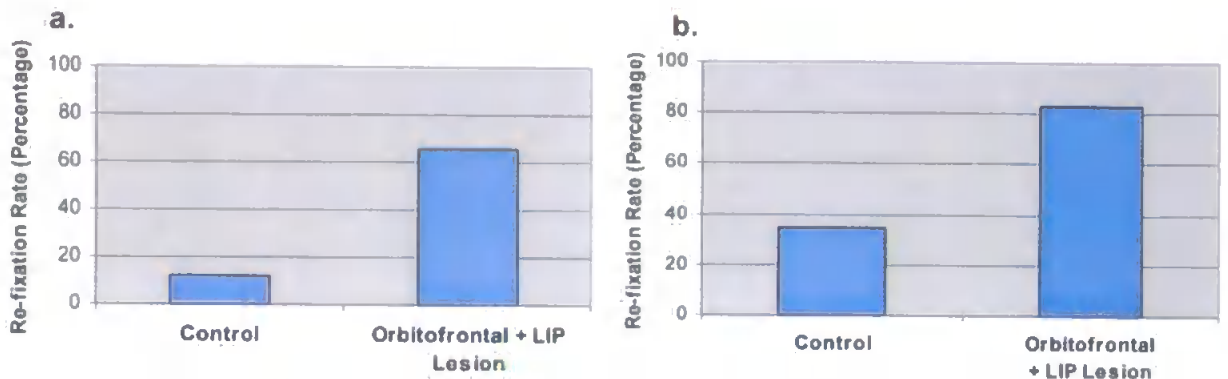 a.
Re-fixation Rate (Percentage)
100
80
60
40
20
0
Control
Orbitofrontal + LIP
Lesion
b.
Re-fixation Rate (Percentage)
100
80
60
40
20
0
Control
Orbitofrontal
+ LIP Lesion